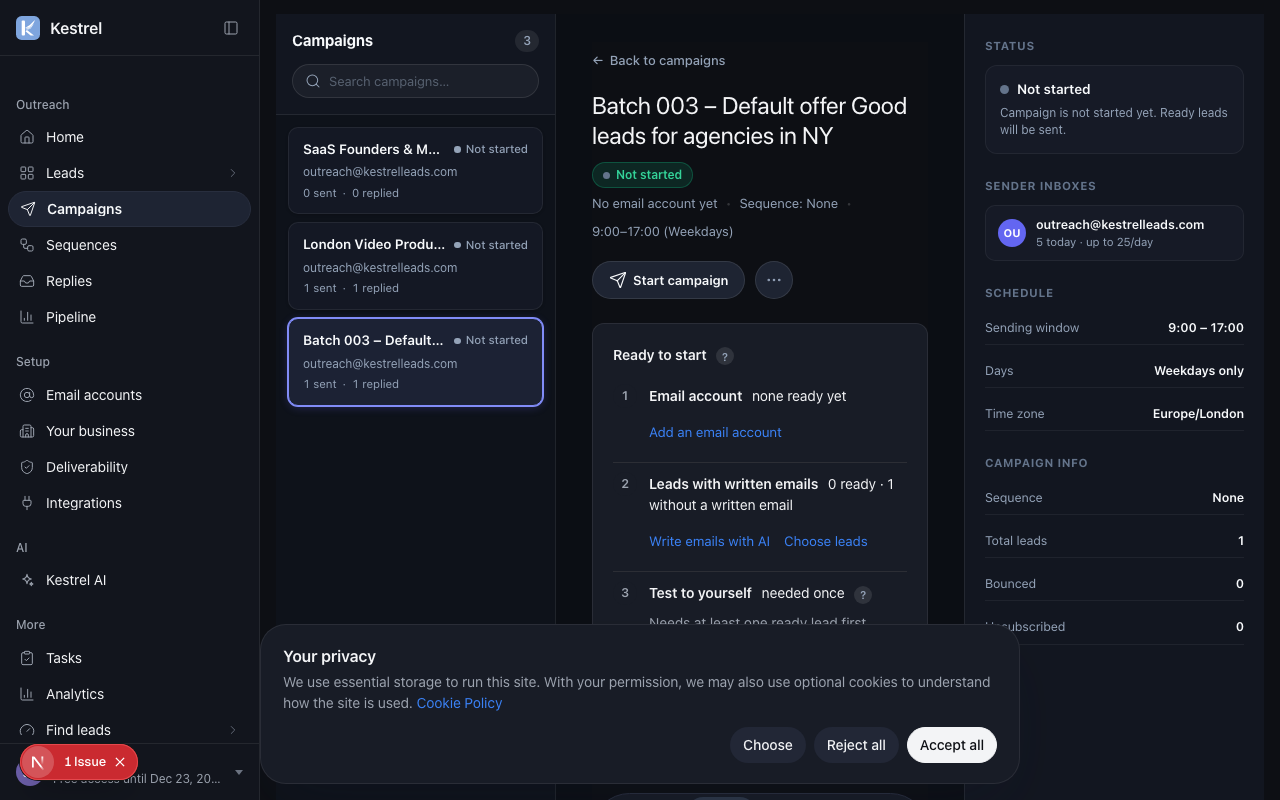 Kestrel
Outreach
Home
Leads
Campaigns
Sequences
Replies
Pipeline
Setup
Email accounts
Your business
Deliverability
Integrations
AI
Kestrel AI
More
Tasks
Analytics
Find leads
N 1 Issue
Free access until Dec 23, 20...
Campaigns 3
Search campaigns...
SaaS Founders & M... Not started
outreach@kestrelleads.com
0 sent · 0 replied
London Video Produ... Not started
outreach@kestrelleads.com
1 sent · 1 replied
Batch 003 – Default... Not started
outreach@kestrelleads.com
1 sent · 1 replied
← Back to campaigns
Batch 003 – Default offer Good
leads for agencies in NY
Not started
No email account yet · Sequence: None ·
9:00–17:00 (Weekdays)
Start campaign ···
Ready to start ?
1 Email account none ready yet
Add an email account
2 Leads with written emails 0 ready · 1
without a written email
Write emails with AI Choose leads
3 Test to yourself needed once ?
Needs at least one ready lead first
STATUS
Not started
Campaign is not started yet. Ready leads
will be sent.
SENDER INBOXES
OU outreach@kestrelleads.com
5 today · up to 25/day
SCHEDULE
Sending window 9:00 – 17:00
Days Weekdays only
Time zone Europe/London
CAMPAIGN INFO
Sequence None
Total leads 1
Bounced 0
Unsubscribed 0
Your privacy
We use essential storage to run this site. With your permission, we may also use optional cookies to understand
how the site is used. Cookie Policy
Choose Reject all Accept all